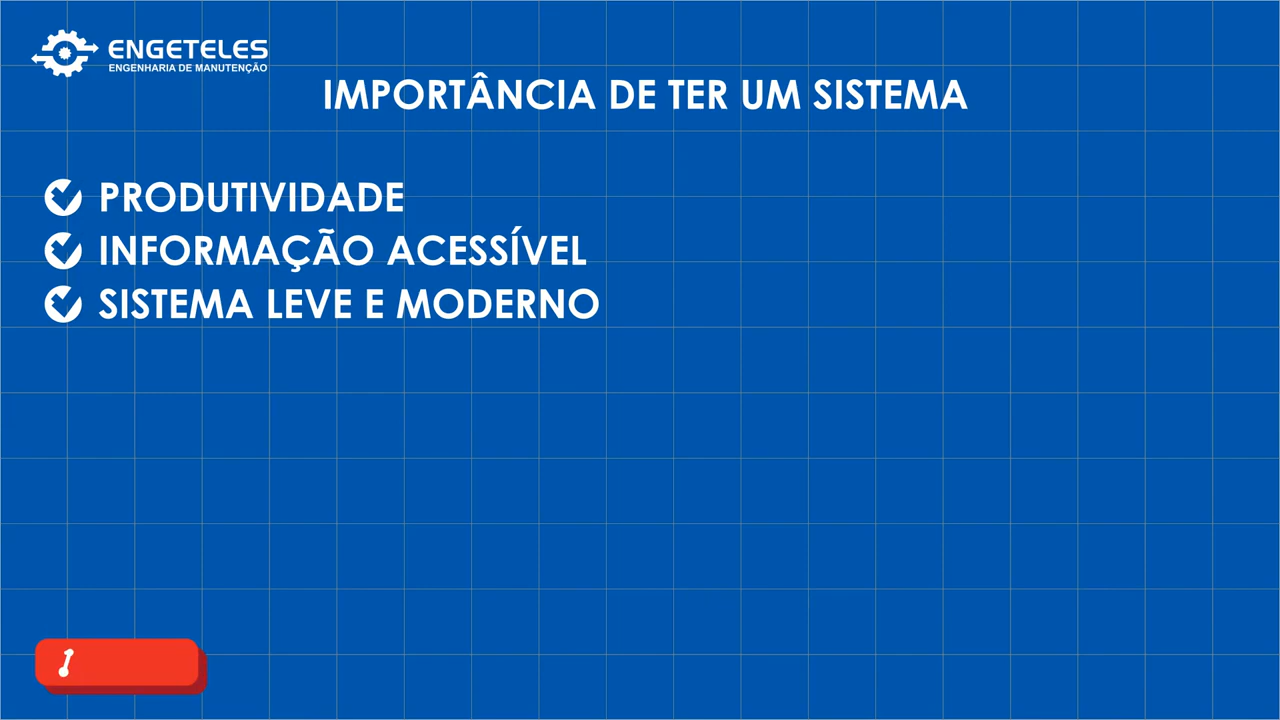 ENGETELES
ENGENHARIA DE MANUTENÇÃO
IMPORTÂNCIA DE TER UM SISTEMA
PRODUTIVIDADE
INFORMAÇÃO ACESSÍVEL
SISTEMA LEVE E MODERNO